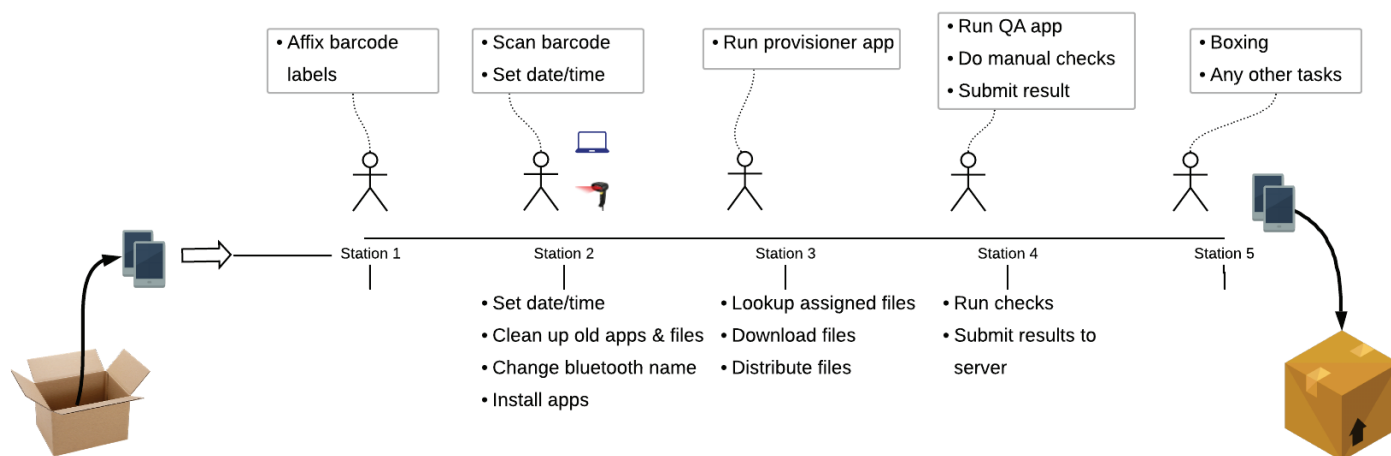 • Affix barcode
labels
• Scan barcode
• Set date/time
• Run provisioner app
• Run QA app
• Do manual checks
• Submit result
• Boxing
• Any other tasks
Station 1
Station 2
Station 3
Station 4
Station 5
• Set date/time
• Clean up old apps & files
• Change bluetooth name
• Install apps
• Lookup assigned files
• Download files
• Distribute files
• Run checks
• Submit results to
server